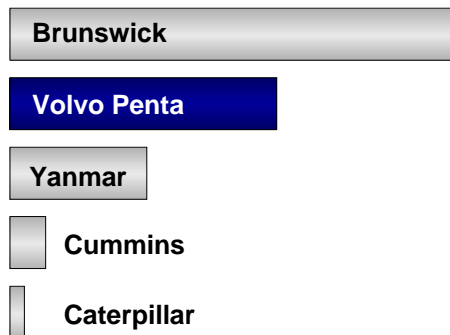 Brunswick
Volvo Penta
Yanmar
Cummins
Caterpillar